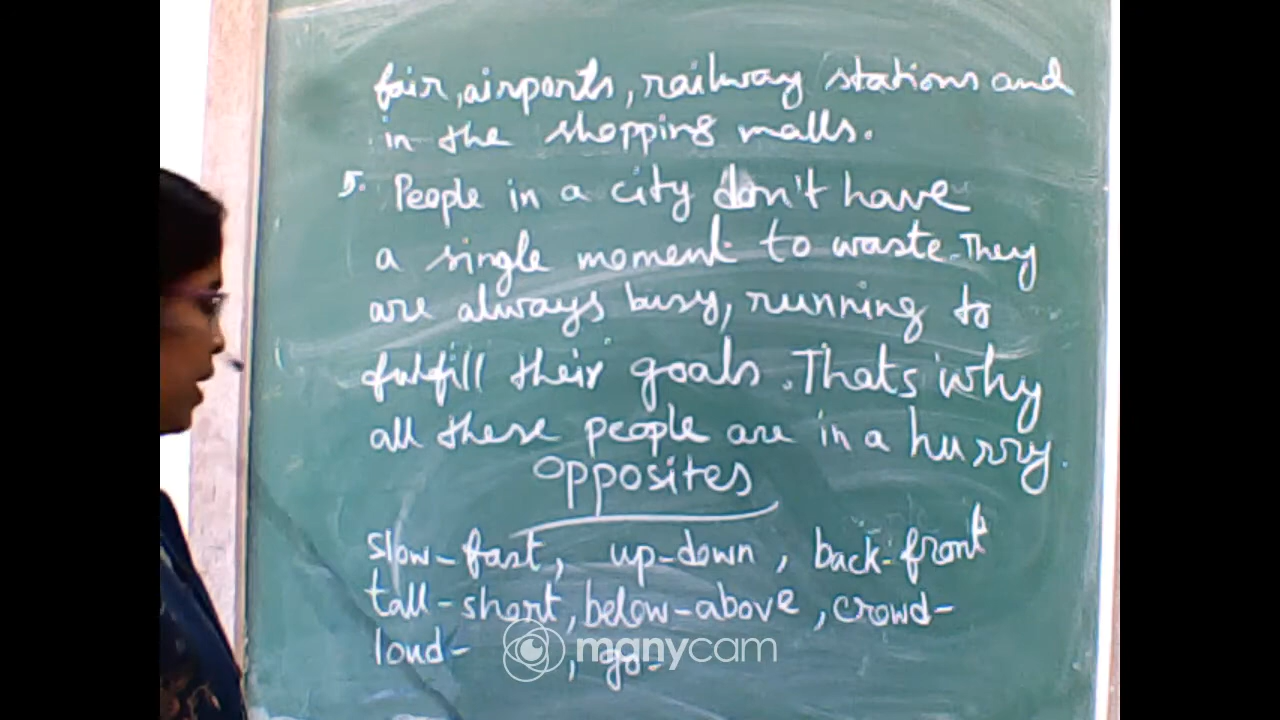 fair, airports, railway stations and
in the shopping malls.
5. People in a city don't have
a single moment to waste. They
are always busy, running to
fulfill their goals. Thats why
all these people are in a hurry.
opposites
slow-fast, up-down, back-front
tall-short, below-above, crowd-
loud- , go-
manycam